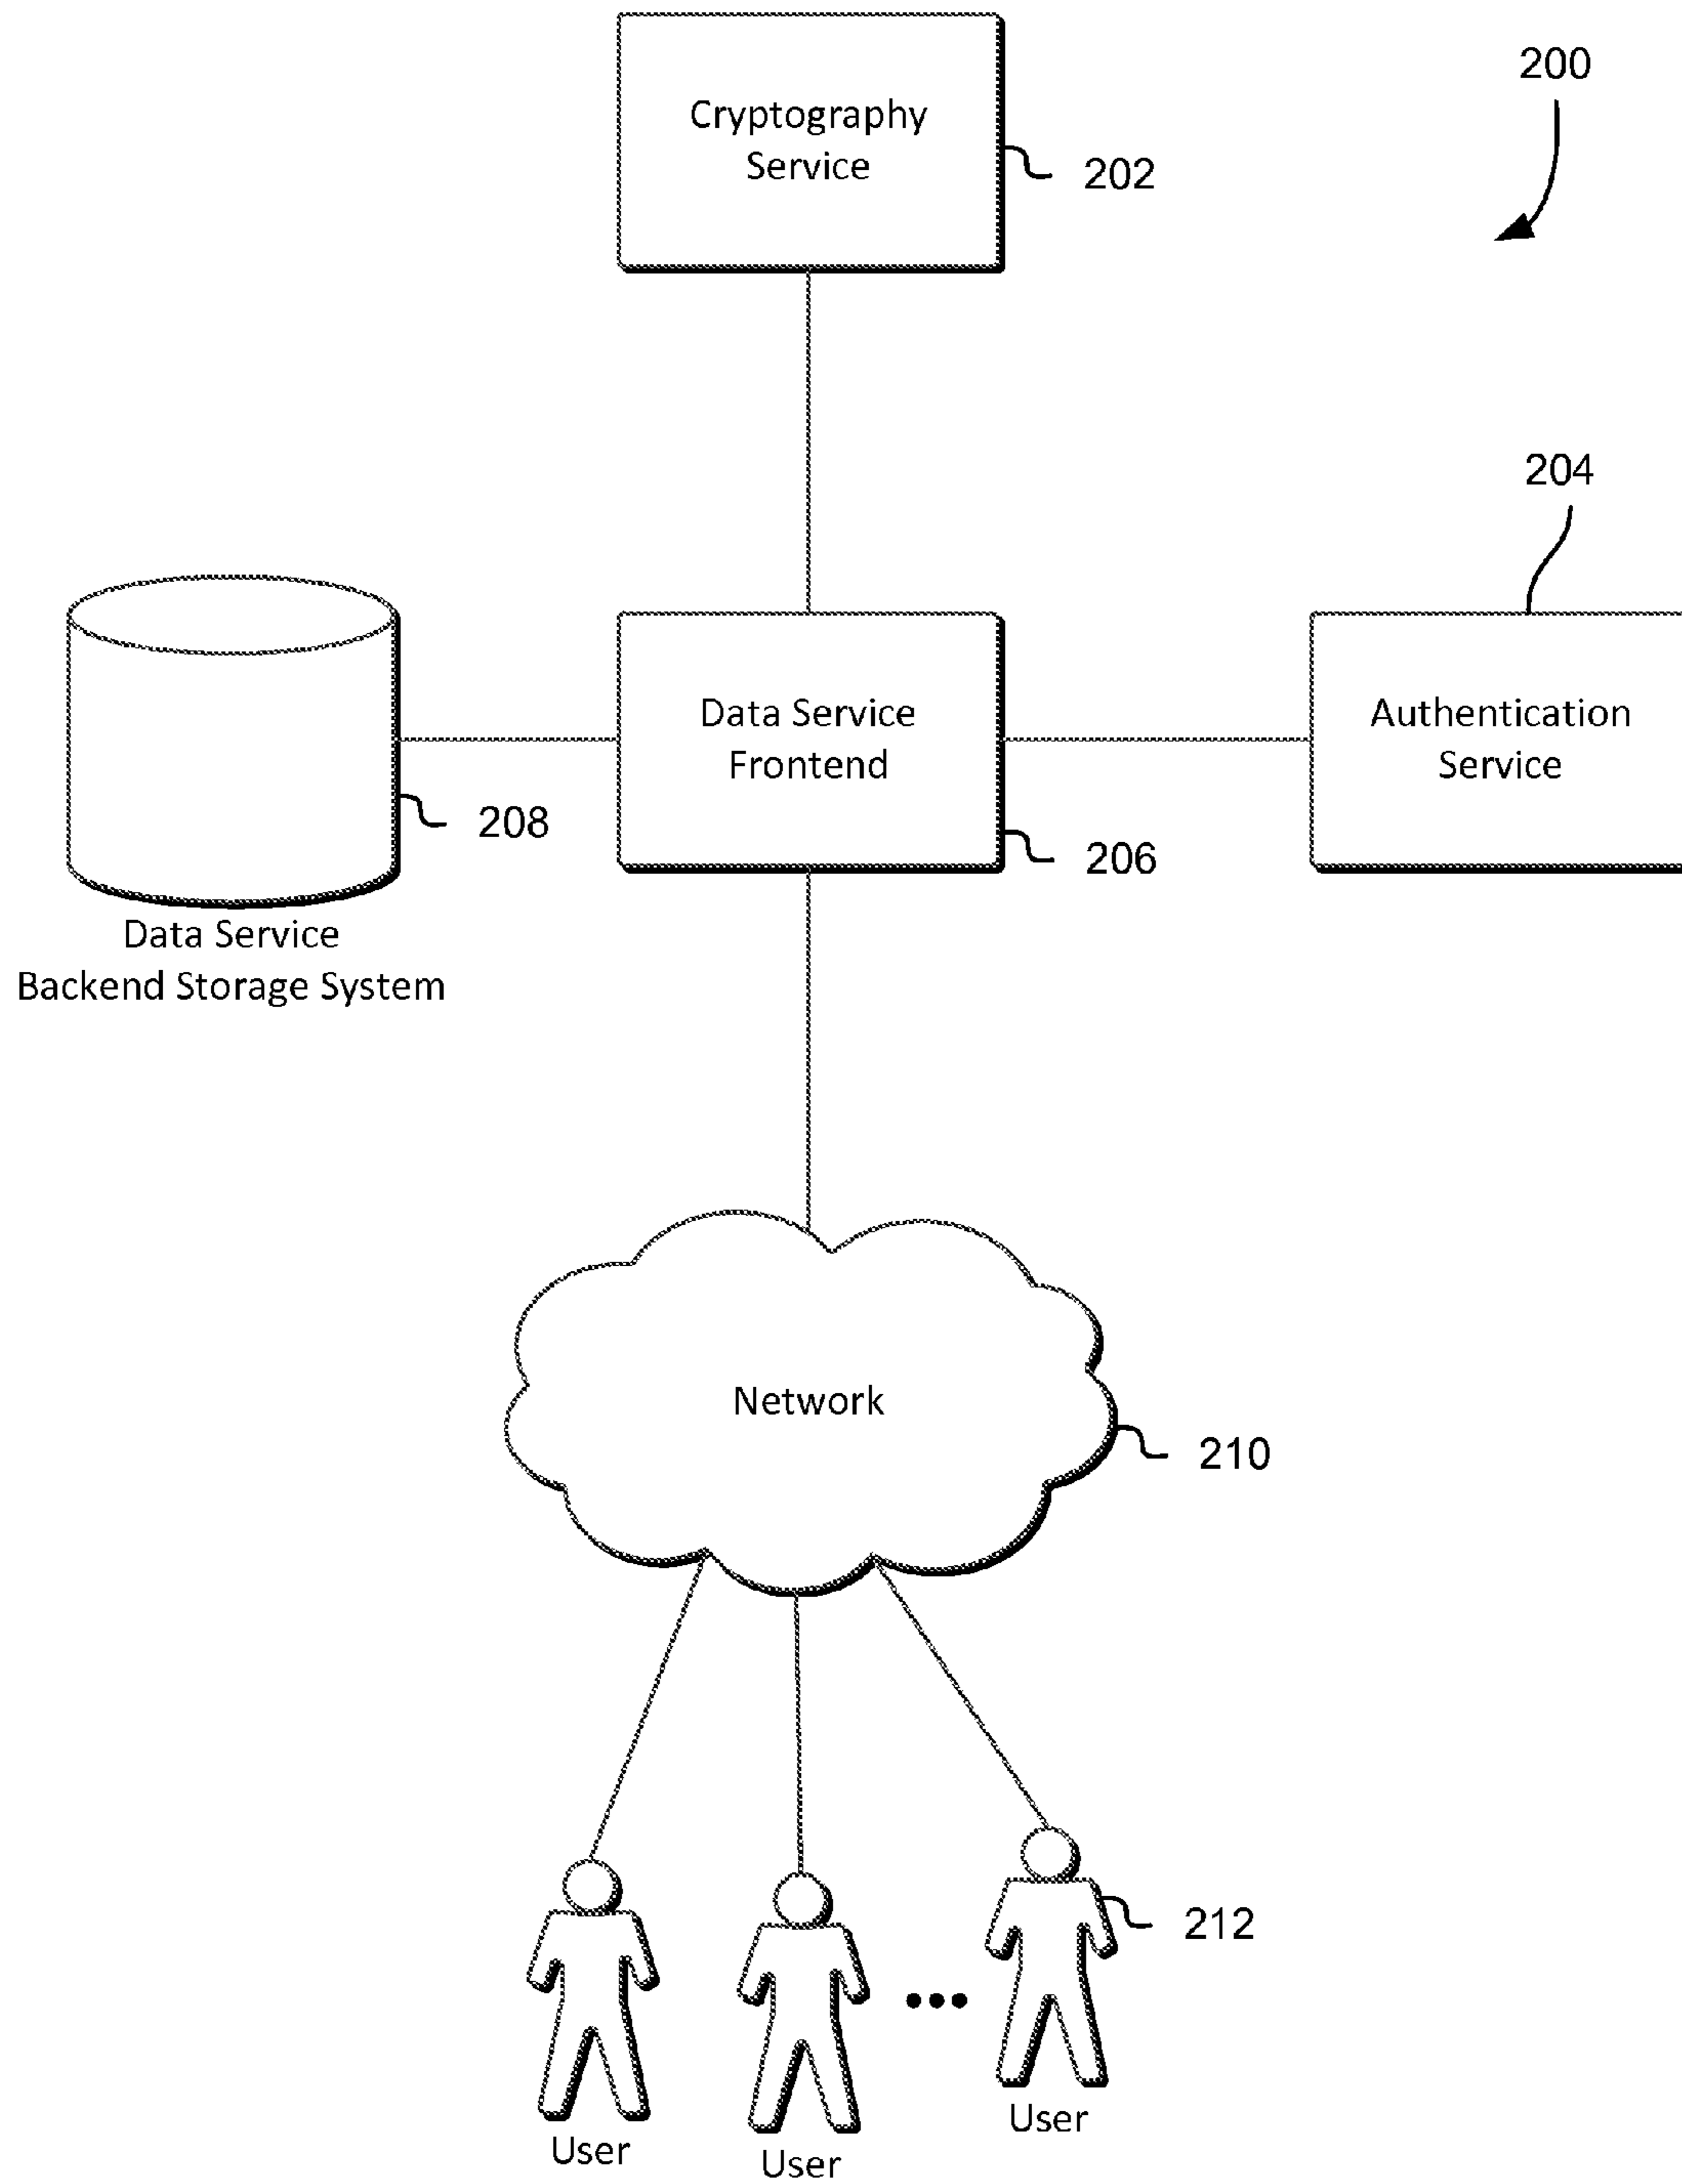 200
Cryptography
Service
202
204
Data Service
Frontend
Authentication
Service
208
206
Data Service
Backend Storage System
Network
210
212
User
User
User